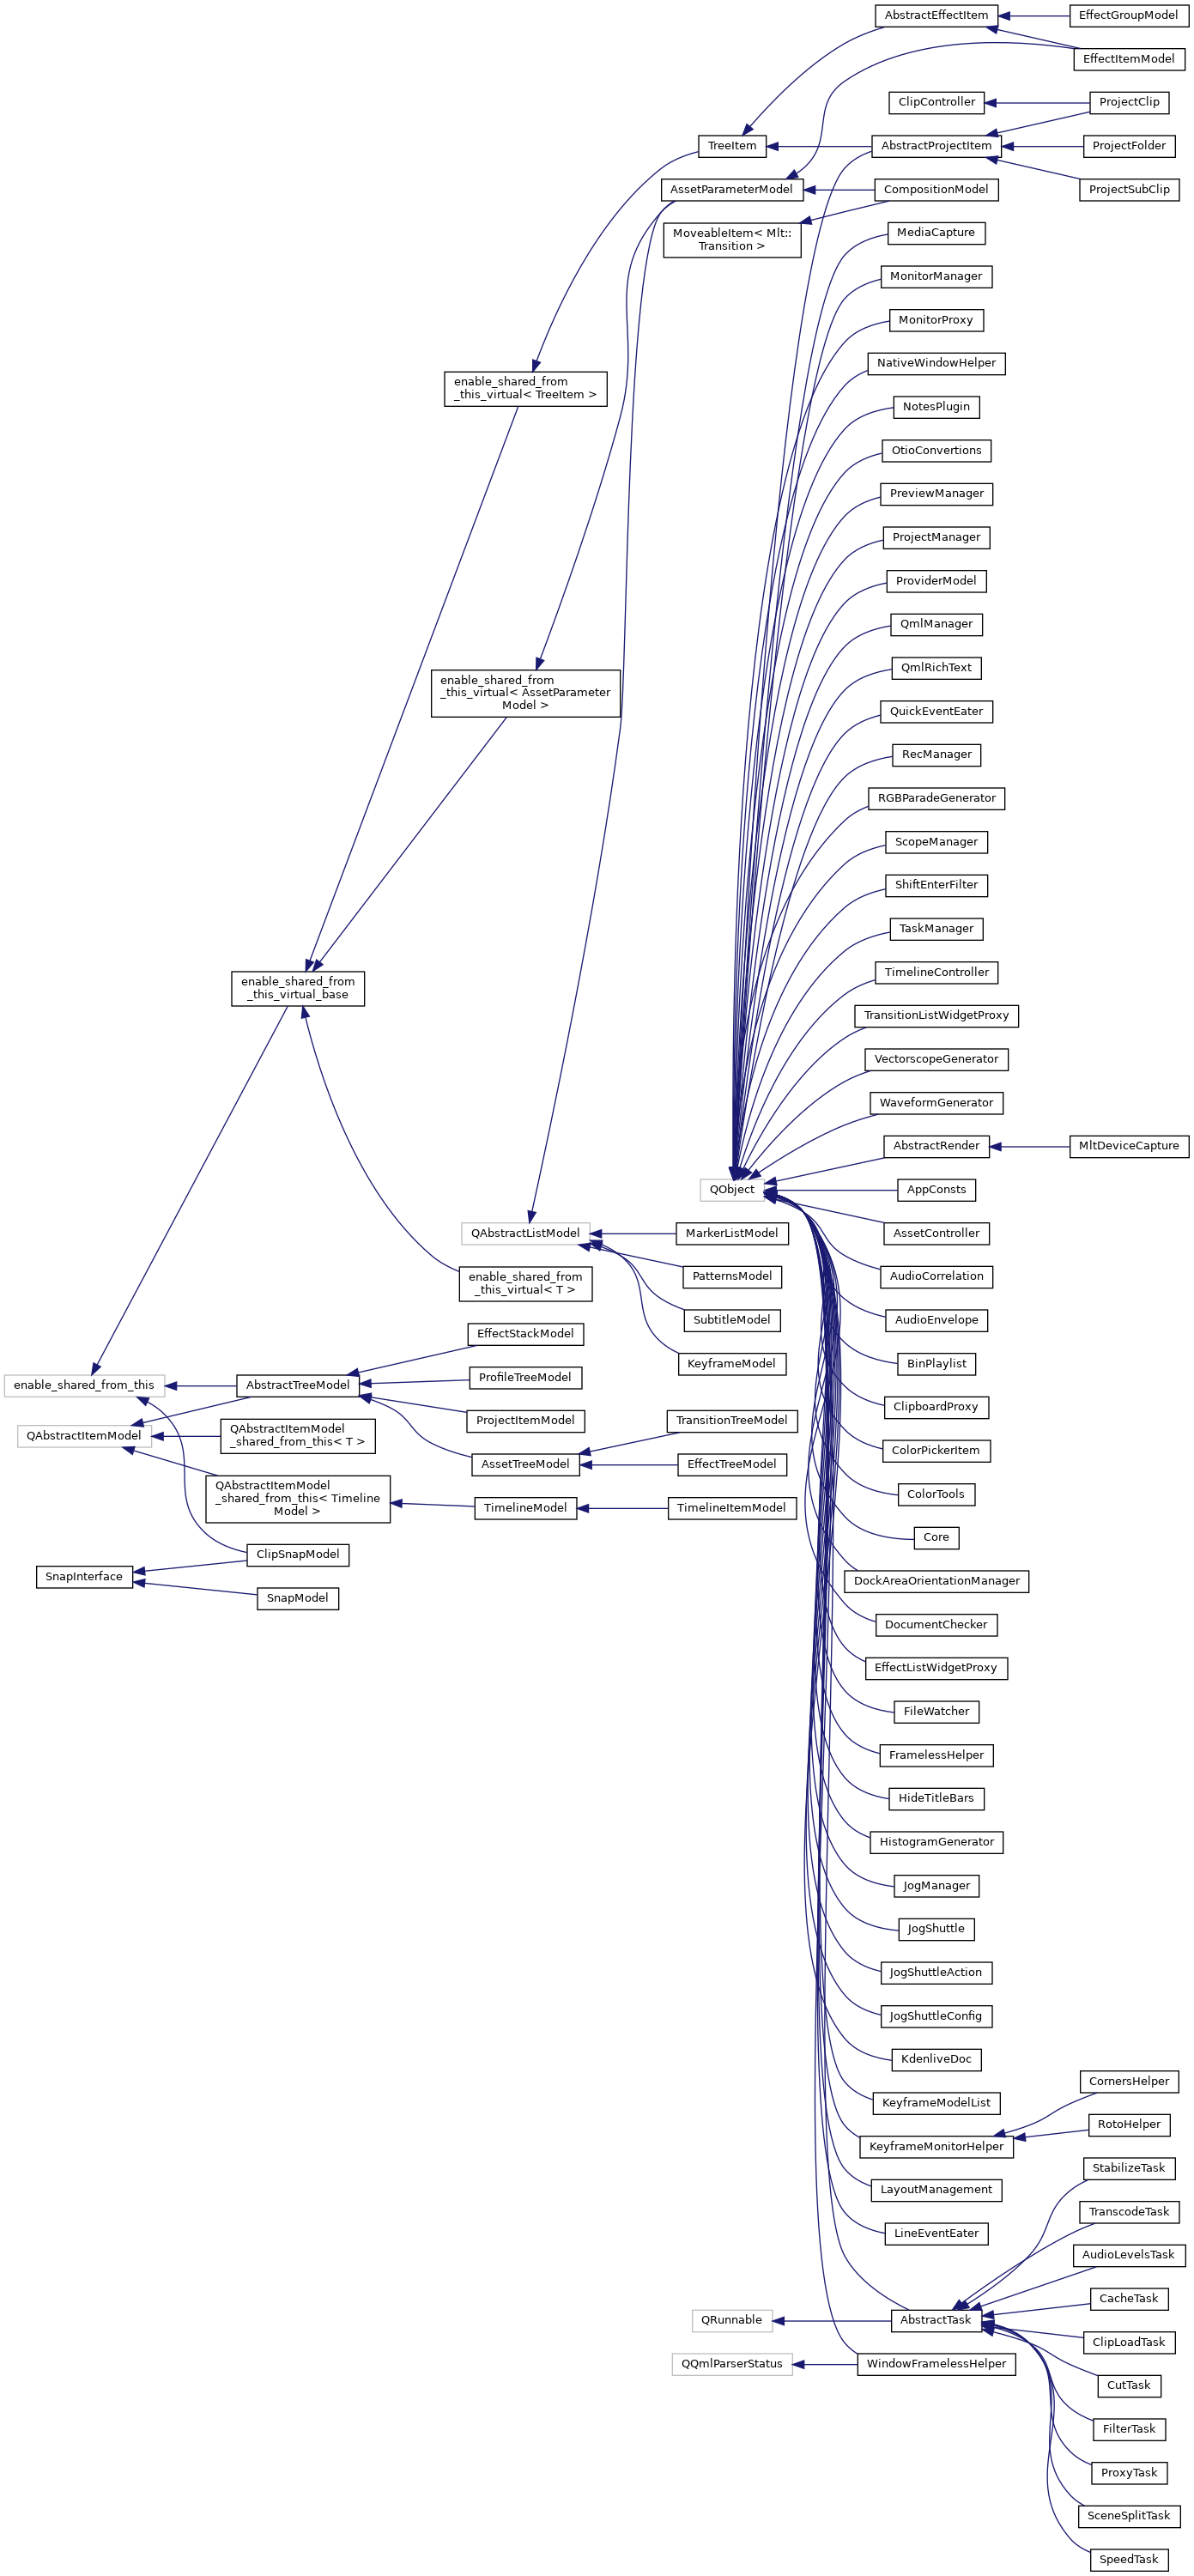 AbstractEffectItem
EffectGroupModel
EffectItemModel
ClipController
ProjectClip
TreeItem
AbstractProjectItem
ProjectFolder
AssetParameterModel
CompositionModel
ProjectSubClip
MoveableItem< Mlt::
Transition >
MediaCapture
MonitorManager
MonitorProxy
NativeWindowHelper
enable_shared_from
_this_virtual< TreeItem >
NotesPlugin
OtioConvertions
PreviewManager
ProjectManager
ProviderModel
QmlManager
QmlRichText
enable_shared_from
_this_virtual< AssetParameter
Model >
QuickEventEater
RecManager
RGBParadeGenerator
ScopeManager
ShiftEnterFilter
TaskManager
TimelineController
enable_shared_from
_this_virtual_base
TransitionListWidgetProxy
VectorscopeGenerator
WaveformGenerator
AbstractRender
MltDeviceCapture
QObject
AppConsts
QAbstractListModel
MarkerListModel
AssetController
enable_shared_from
_this_virtual< T >
PatternsModel
AudioCorrelation
SubtitleModel
AudioEnvelope
EffectStackModel
KeyframeModel
BinPlaylist
enable_shared_from_this
AbstractTreeModel
ProfileTreeModel
ClipboardProxy
ProjectItemModel
TransitionTreeModel
QAbstractItemModel
QAbstractItemModel
_shared_from_this< T >
ColorPickerItem
AssetTreeModel
EffectTreeModel
QAbstractItemModel
_shared_from_this< Timeline
Model >
ColorTools
TimelineModel
TimelineItemModel
Core
ClipSnapModel
SnapInterface
DockAreaOrientationManager
SnapModel
DocumentChecker
EffectListWidgetProxy
FileWatcher
FramelessHelper
HideTitleBars
HistogramGenerator
JogManager
JogShuttle
JogShuttleAction
JogShuttleConfig
KdenliveDoc
CornersHelper
KeyframeModelList
RotoHelper
KeyframeMonitorHelper
StabilizeTask
LayoutManagement
TranscodeTask
LineEventEater
AudioLevelsTask
CacheTask
QRunnable
AbstractTask
ClipLoadTask
QQmlParserStatus
WindowFramelessHelper
CutTask
FilterTask
ProxyTask
SceneSplitTask
SpeedTask